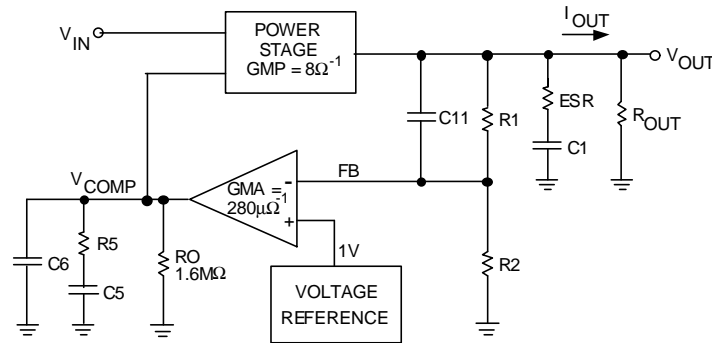 I_OUT
V_IN
POWER
STAGE
GMP = 8Ω⁻¹
V_OUT
C11
R1
ESR
C1
R_OUT
V_COMP
GMA =
280µΩ⁻¹
-
+
FB
C6
R5
C5
RO
1.6MΩ
1V
R2
VOLTAGE
REFERENCE